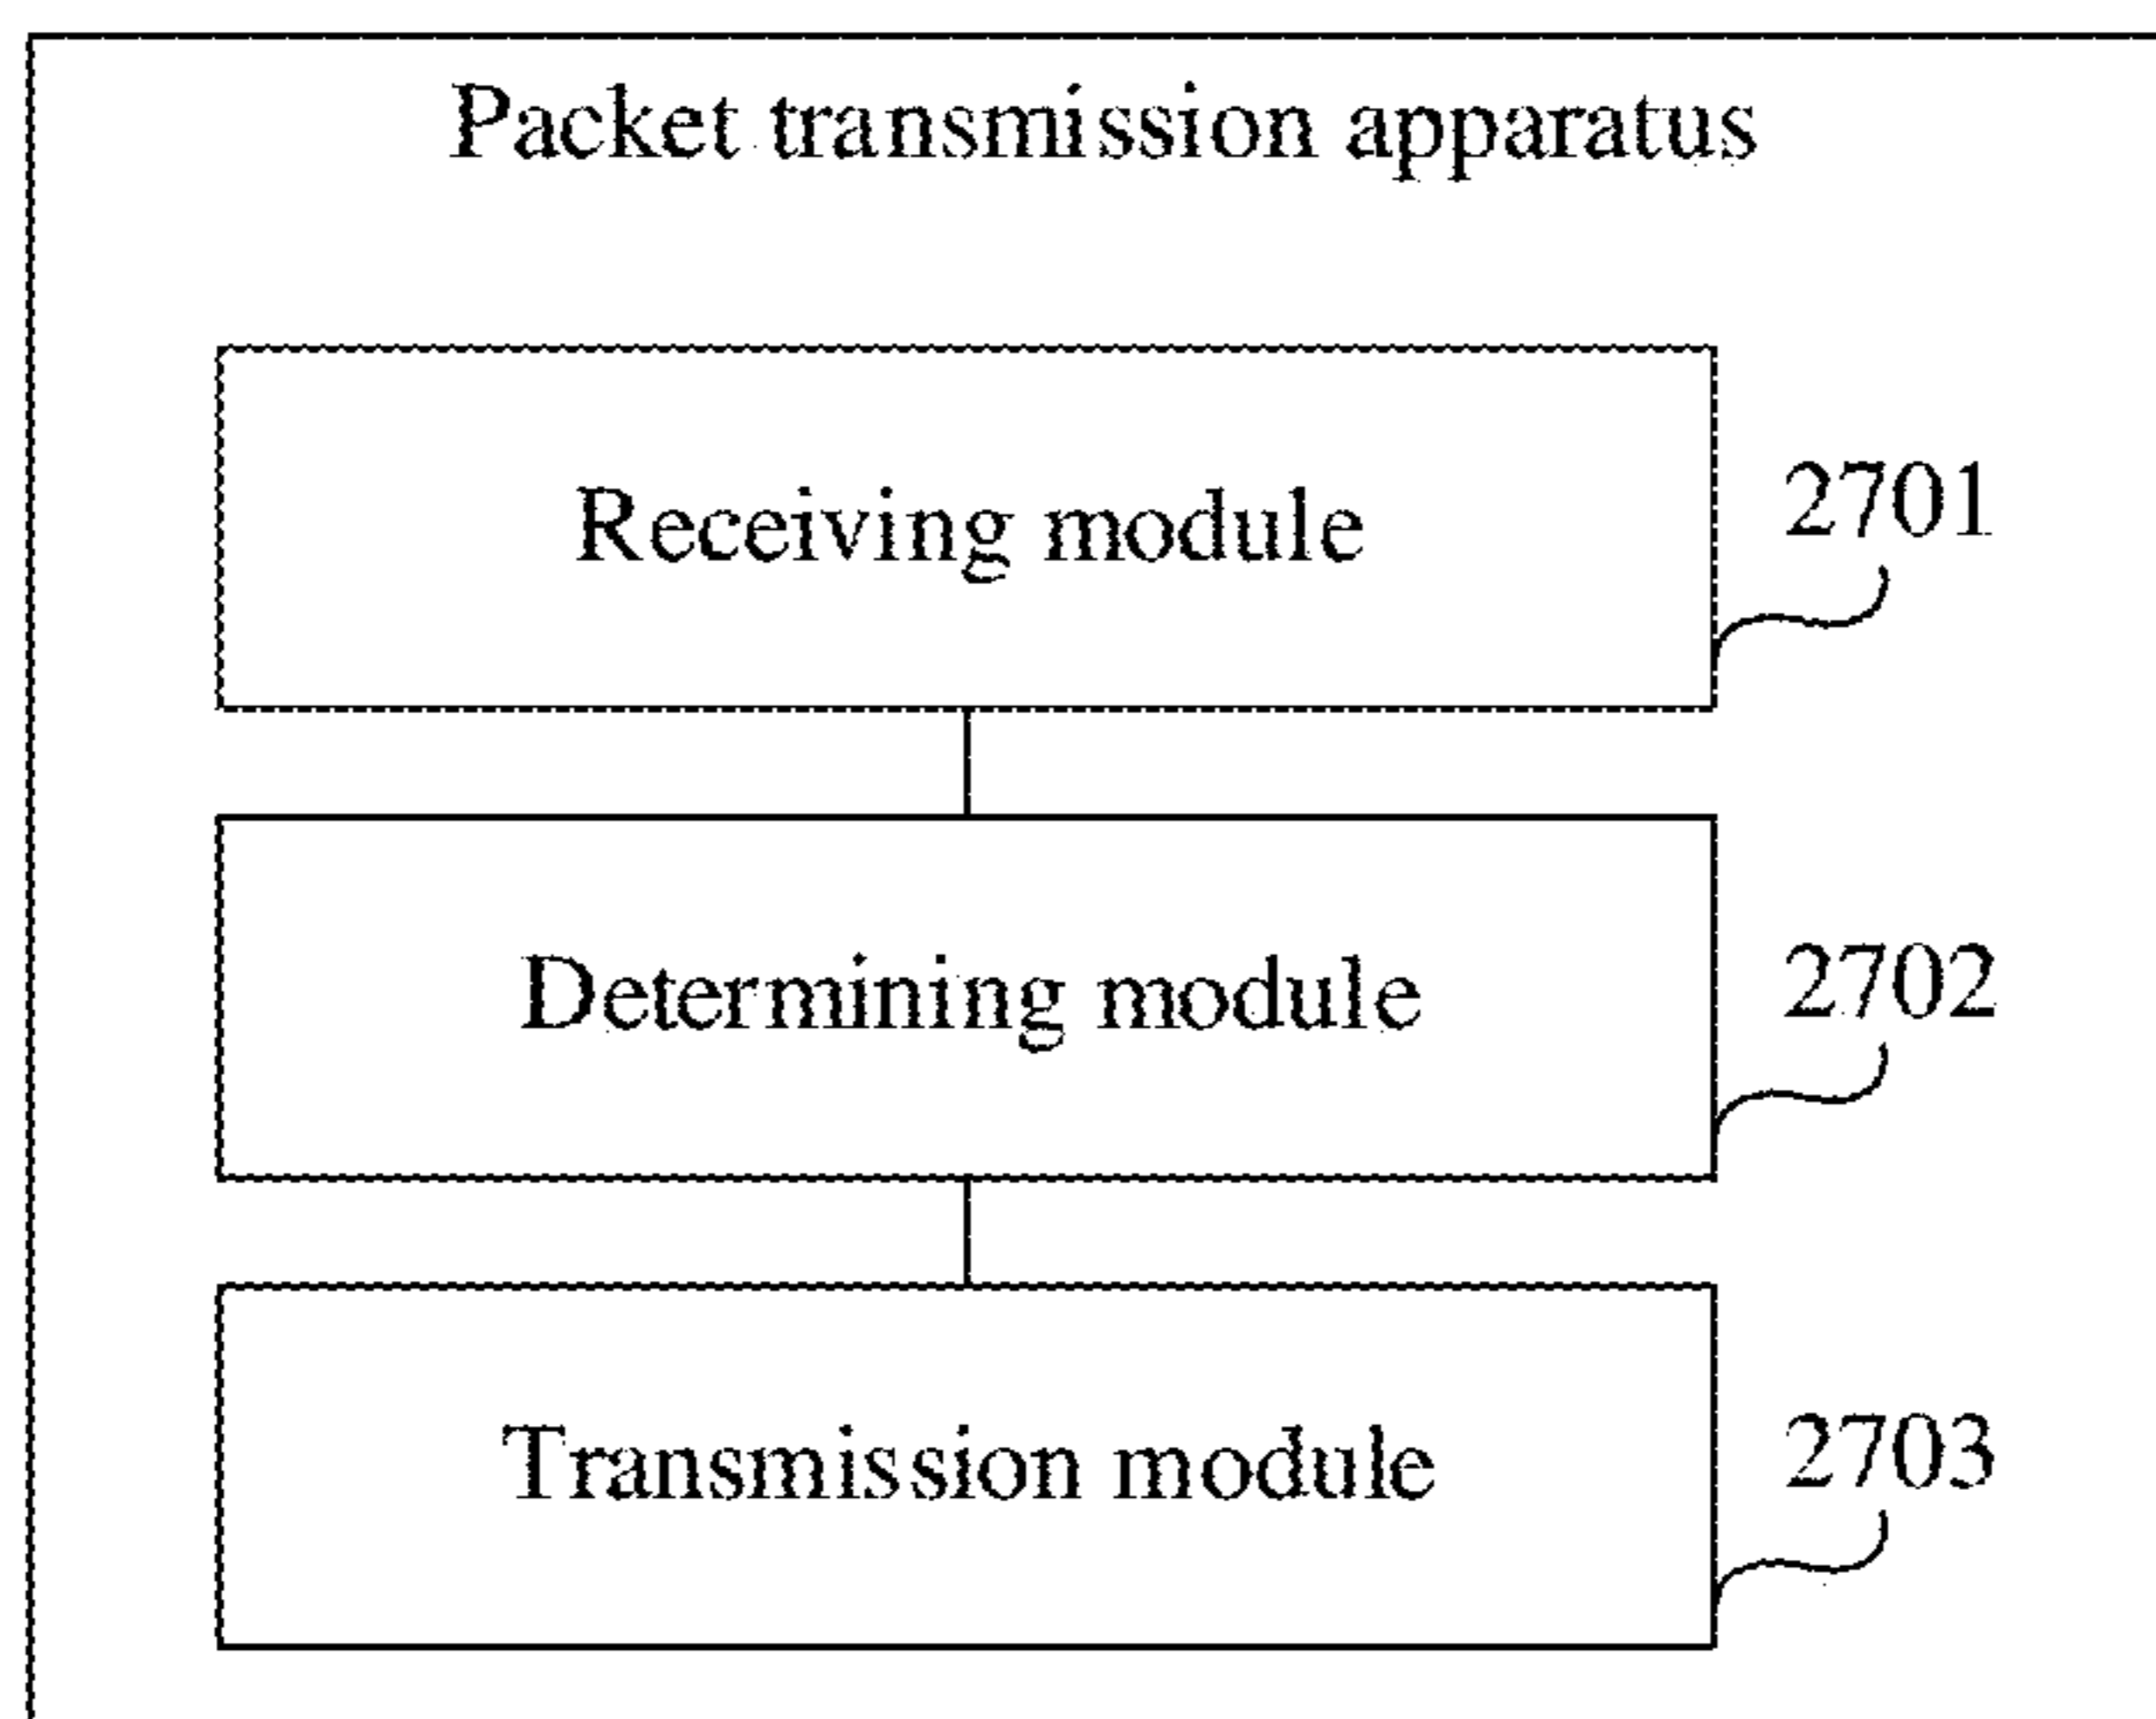 Packet transmission apparatus
Receiving module
2701
Determining module
2702
Transmission module
2703